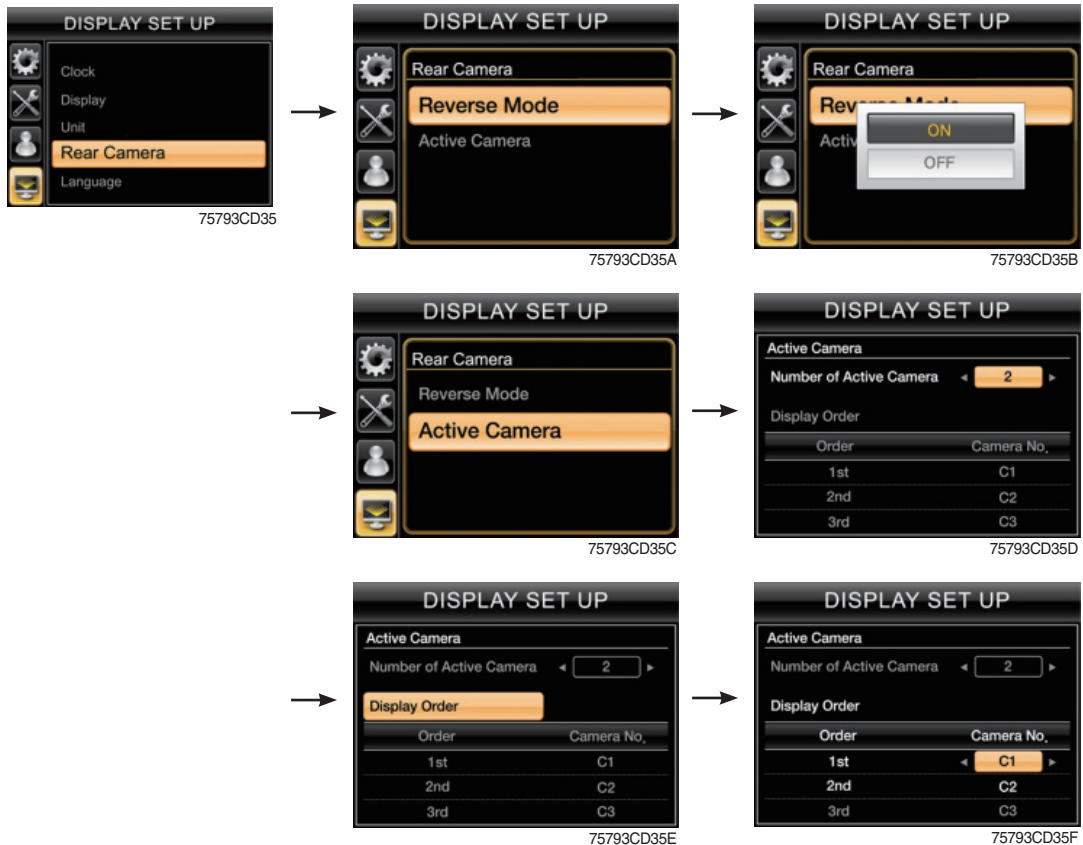 DISPLAY SET UP
Clock
Display
Unit
Rear Camera
Language
75793CD35
DISPLAY SET UP
Rear Camera
Reverse Mode
Active Camera
75793CD35A
DISPLAY SET UP
Rear Camera
Rev
Activ
ON
OFF
75793CD35B
DISPLAY SET UP
Rear Camera
Reverse Mode
Active Camera
75793CD35C
DISPLAY SET UP
Active Camera
Number of Active Camera 2
Display Order
Order Camera No.
1st C1
2nd C2
3rd C3
75793CD35D
DISPLAY SET UP
Active Camera
Number of Active Camera 2
Display Order
Order Camera No.
1st C1
2nd C2
3rd C3
75793CD35E
DISPLAY SET UP
Active Camera
Number of Active Camera 2
Display Order
Order Camera No.
1st C1
2nd C2
3rd C3
75793CD35F